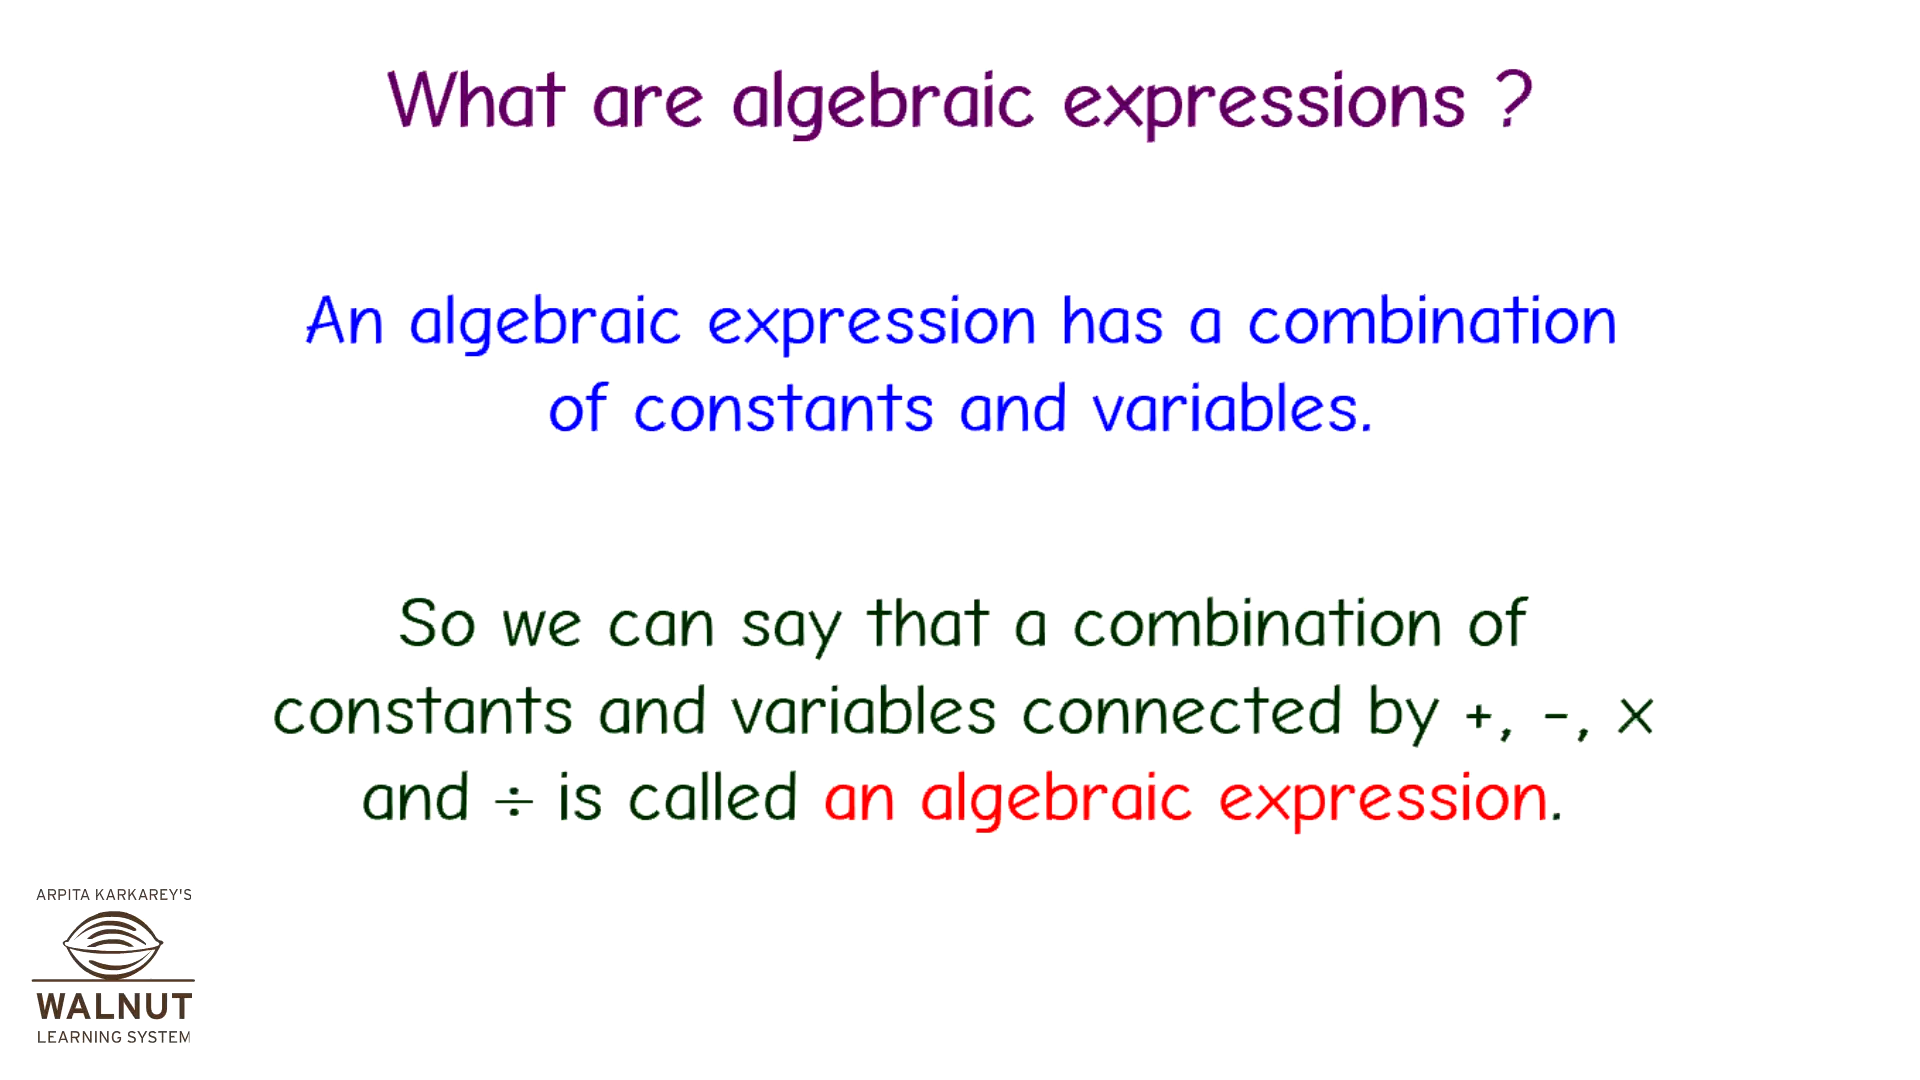 What are algebraic expressions ?
An algebraic expression has a combination
of constants and variables.
So we can say that a combination of
constants and variables connected by +, -, x
and ÷ is called an algebraic expression.
ARPITA KARKAREY'S
WALNUT
LEARNING SYSTEM